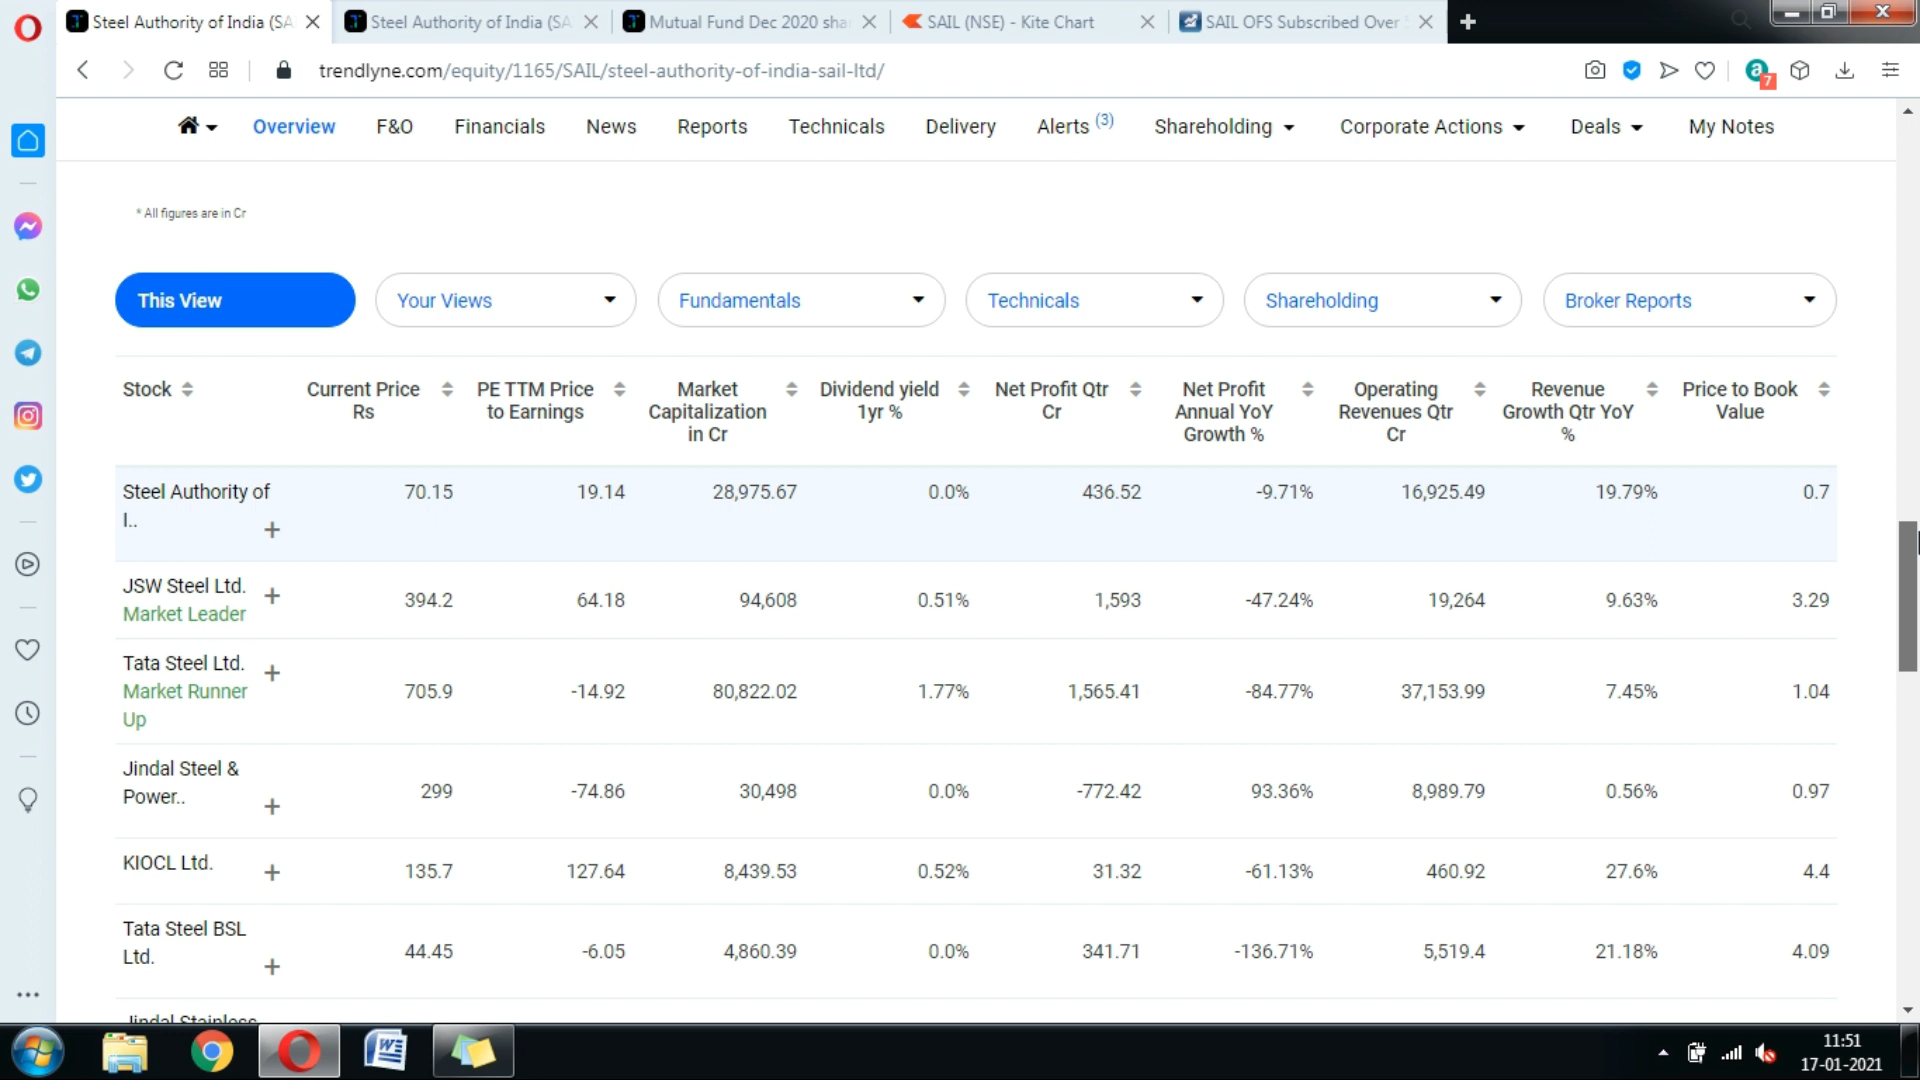 Steel Authority of India (SA
Steel Authority of India (SA
Mutual Fund Dec 2020 sha
SAIL (NSE) - Kite Chart
SAIL OFS Subscribed Over
trendlyne.com/equity/1165/SAIL/steel-authority-of-india-sail-ltd/
a 7
Overview F&O Financials News Reports Technicals Delivery Alerts (3) Shareholding Corporate Actions Deals My Notes
* All figures are in Cr
This View Your Views Fundamentals Technicals Shareholding Broker Reports
Stock
Current Price
Rs
PE TTM Price
to Earnings
Market
Capitalization
in Cr
Dividend yield
1yr %
Net Profit Qtr
Cr
Net Profit
Annual YoY
Growth %
Operating
Revenues Qtr
Cr
Revenue
Growth Qtr YoY
%
Price to Book
Value
Steel Authority of 70.15 19.14 28,975.67 0.0% 436.52 -9.71% 16,925.49 19.79% 0.7
I..
JSW Steel Ltd.
Market Leader
394.2 64.18 94,608 0.51% 1,593 -47.24% 19,264 9.63% 3.29
Tata Steel Ltd.
Market Runner 705.9 -14.92 80,822.02 1.77% 1,565.41 -84.77% 37,153.99 7.45% 1.04
Up
Jindal Steel &
Power..
299 -74.86 30,498 0.0% -772.42 93.36% 8,989.79 0.56% 0.97
KIOCL Ltd. 135.7 127.64 8,439.53 0.52% 31.32 -61.13% 460.92 27.6% 4.4
Tata Steel BSL
Ltd.
44.45 -6.05 4,860.39 0.0% 341.71 -136.71% 5,519.4 21.18% 4.09
Jindal Stainless
11:51
17-01-2021